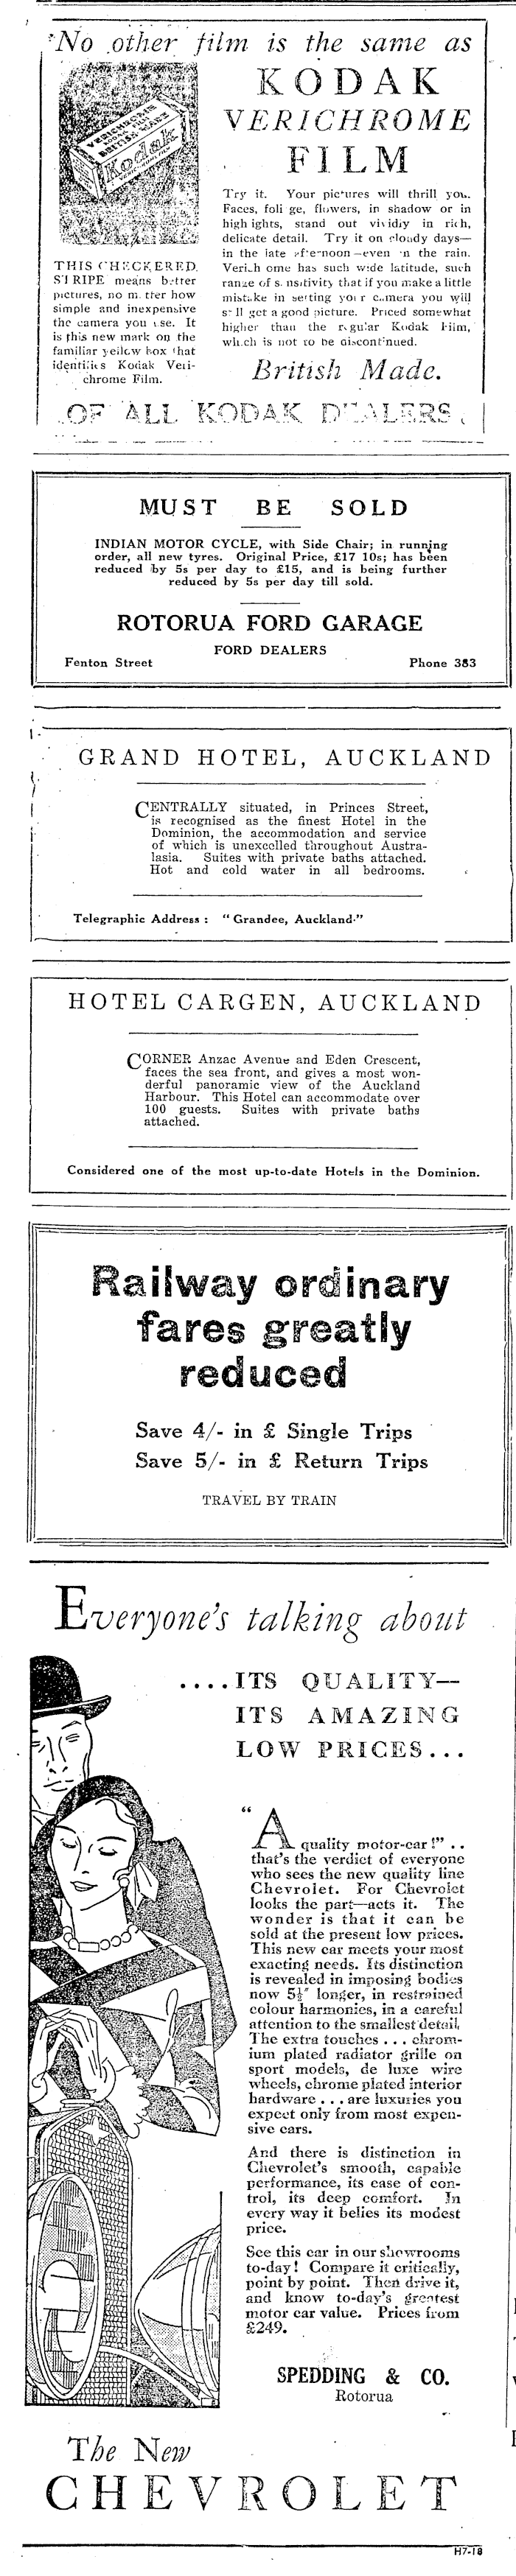 No other film is the same as
KODAK
VERICHROME
FILM
VERICHROME
Kodak
THIS CHECKERED
STRIPE means better
pictures, no matter how
simple and inexpensive
the camera you use. It
is this new mark on the
familiar yellow box that
identifies Kodak Veri-
chrome Film.
Try it. Your pictures will thrill you.
Faces, foliage, flowers, in shadow or in
high lights, stand out vividly in rich,
delicate detail. Try it on cloudy days—
in the late afternoon—even in the rain.
Verichrome has such wide latitude, such
range of sensitivity that if you make a little
mistake in setting your camera you will
still get a good picture. Priced somewhat
higher than the regular Kodak Film,
which is not to be discontinued.
British Made.
OF ALL KODAK DEALERS.
MUST BE SOLD
INDIAN MOTOR CYCLE, with Side Chair; in running
order, all new tyres. Original Price, £17 10s; has been
reduced by 5s per day to £15, and is being further
reduced by 5s per day till sold.
ROTORUA FORD GARAGE
FORD DEALERS
Fenton Street Phone 383
GRAND HOTEL, AUCKLAND
CENTRALLY situated, in Princes Street,
is recognised as the finest Hotel in the
Dominion, the accommodation and service
of which is unexcelled throughout Austra-
lasia. Suites with private baths attached.
Hot and cold water in all bedrooms.
Telegraphic Address : "Grandee, Auckland."
HOTEL CARGEN, AUCKLAND
CORNER Anzac Avenue and Eden Crescent,
faces the sea front, and gives a most won-
derful panoramic view of the Auckland
Harbour. This Hotel can accommodate over
100 guests. Suites with private baths
attached.
Considered one of the most up-to-date Hotels in the Dominion.
Railway ordinary
fares greatly
reduced
Save 4/- in £ Single Trips
Save 5/- in £ Return Trips
TRAVEL BY TRAIN
Everyone's talking about
....ITS QUALITY—
ITS AMAZING
LOW PRICES...
"A quality motor-car!" ..
that's the verdict of everyone
who sees the new quality line
Chevrolet. For Chevrolet
looks the part—acts it. The
wonder is that it can be
sold at the present low prices.
This new car meets your most
exacting needs. Its distinction
is revealed in imposing bodies
now 5½" longer, in restrained
colour harmonies, in a careful
attention to the smallest detail.
The extra touches . . . chrom-
ium plated radiator grille on
sport models, de luxe wire
wheels, chrome plated interior
hardware . . . are luxuries you
expect only from most expen-
sive cars.
And there is distinction in
Chevrolet's smooth, capable
performance, its ease of con-
trol, its deep comfort. In
every way it belies its modest
price.
See this car in our showrooms
to-day! Compare it critically,
point by point. Then drive it,
and know to-day's greatest
motor car value. Prices from
£249.
SPEDDING & CO.
Rotorua
The New
CHEVROLET
H7-18